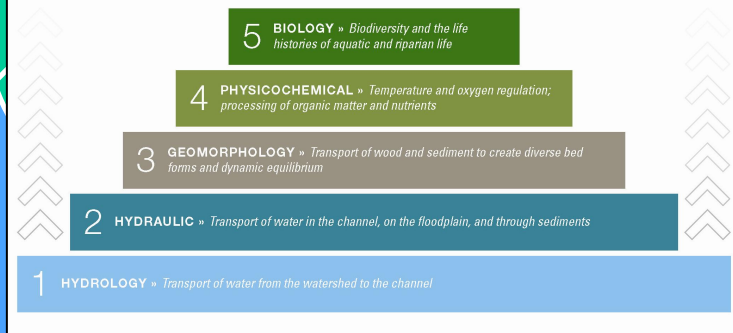 5 BIOLOGY » Biodiversity and the life
histories of aquatic and riparian life
4 PHYSICOCHEMICAL » Temperature and oxygen regulation;
processing of organic matter and nutrients
3 GEOMORPHOLOGY » Transport of wood and sediment to create diverse bed
forms and dynamic equilibrium
2 HYDRAULIC » Transport of water in the channel, on the floodplain, and through sediments
1 HYDROLOGY » Transport of water from the watershed to the channel